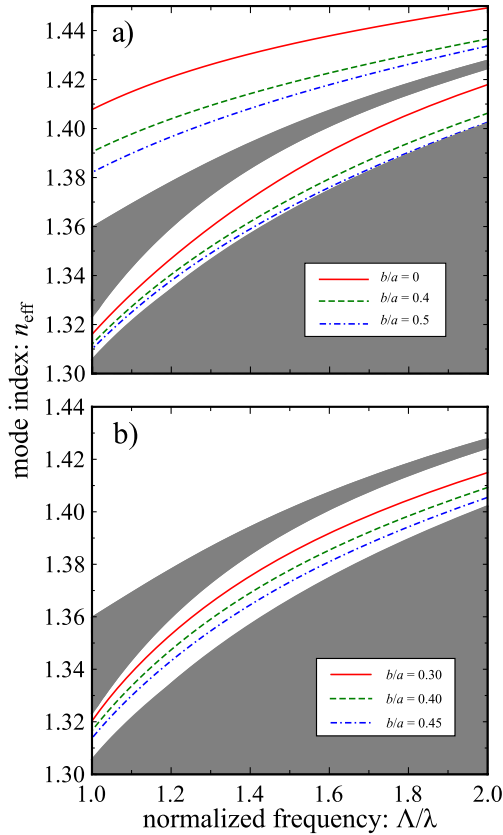 a)
1.44
1.42
1.40
1.38
1.36
1.34
1.32
1.30
b/a = 0
b/a = 0.4
b/a = 0.5
mode index: n_eff
b)
1.44
1.42
1.40
1.38
1.36
1.34
1.32
1.30
b/a = 0.30
b/a = 0.40
b/a = 0.45
1.0 1.2 1.4 1.6 1.8 2.0
normalized frequency: Λ/λ